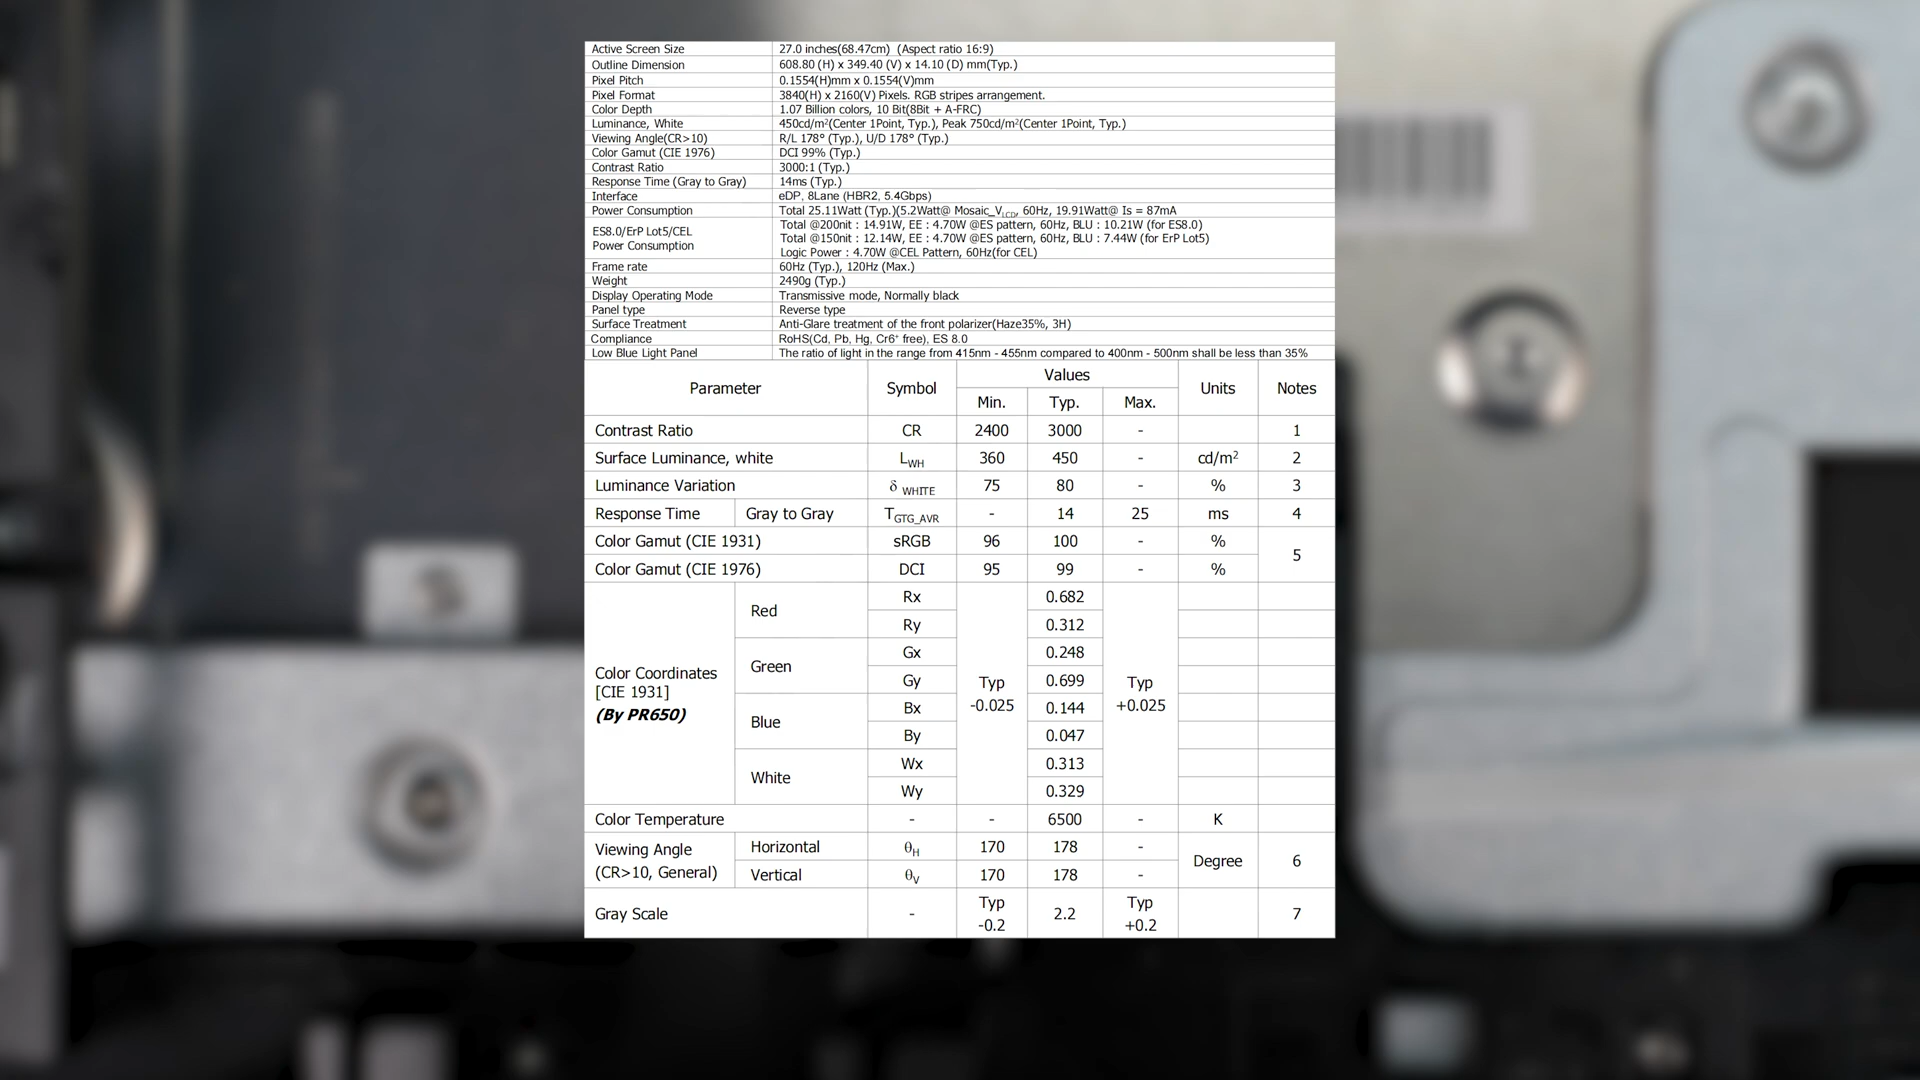 Active Screen Size 27.0 inches(68.47cm) (Aspect ratio 16:9)
Outline Dimension 608.80 (H) x 349.40 (V) x 14.10 (D) mm(Typ.)
Pixel Pitch 0.1554(H)mm x 0.1554(V)mm
Pixel Format 3840(H) x 2160(V) Pixels. RGB stripes arrangement.
Color Depth 1.07 Billion colors, 10 Bit(8Bit + A-FRC)
Luminance, White 450cd/m²(Center 1Point, Typ.), Peak 750cd/m²(Center 1Point, Typ.)
Viewing Angle(CR>10) R/L 178° (Typ.), U/D 178° (Typ.)
Color Gamut (CIE 1976) DCI 99% (Typ.)
Contrast Ratio 3000:1 (Typ.)
Response Time (Gray to Gray) 14ms (Typ.)
Interface eDP, 8Lane (HBR2, 5.4Gbps)
Power Consumption Total 25.11Watt (Typ.)(5.2Watt@ Mosaic_VLCD, 60Hz, 19.91Watt@ Is = 87mA
ES8.0/ErP Lot5/CEL
Power Consumption
Total @200nit : 14.91W, EE : 4.70W @ES pattern, 60Hz, BLU : 10.21W (for ES8.0)
Total @150nit : 12.14W, EE : 4.70W @ES pattern, 60Hz, BLU : 7.44W (for ErP Lot5)
Logic Power : 4.70W @CEL Pattern, 60Hz(for CEL)
Frame rate 60Hz (Typ.), 120Hz (Max.)
Weight 2490g (Typ.)
Display Operating Mode Transmissive mode, Normally black
Panel type Reverse type
Surface Treatment Anti-Glare treatment of the front polarizer(Haze35%, 3H)
Compliance RoHS(Cd, Pb, Hg, Cr6⁺ free), ES 8.0
Low Blue Light Panel The ratio of light in the range from 415nm - 455nm compared to 400nm - 500nm shall be less than 35%
Parameter Symbol Values Units Notes
Min. Typ. Max.
Contrast Ratio CR 2400 3000 - 1
Surface Luminance, white LWH 360 450 - cd/m² 2
Luminance Variation δ WHITE 75 80 - % 3
Response Time Gray to Gray TGTG_AVR - 14 25 ms 4
Color Gamut (CIE 1931) sRGB 96 100 - % 5
Color Gamut (CIE 1976) DCI 95 99 - %
Color Coordinates
[CIE 1931]
(By PR650)
Typ
-0.025
Typ
+0.025
Red Rx 0.682
Ry 0.312
Green Gx 0.248
Gy 0.699
Blue Bx 0.144
By 0.047
White Wx 0.313
Wy 0.329
Color Temperature - - 6500 - K
Viewing Angle
(CR>10, General)
Horizontal θH 170 178 - Degree 6
Vertical θV 170 178 -
Gray Scale - Typ
-0.2 2.2 Typ
+0.2 7